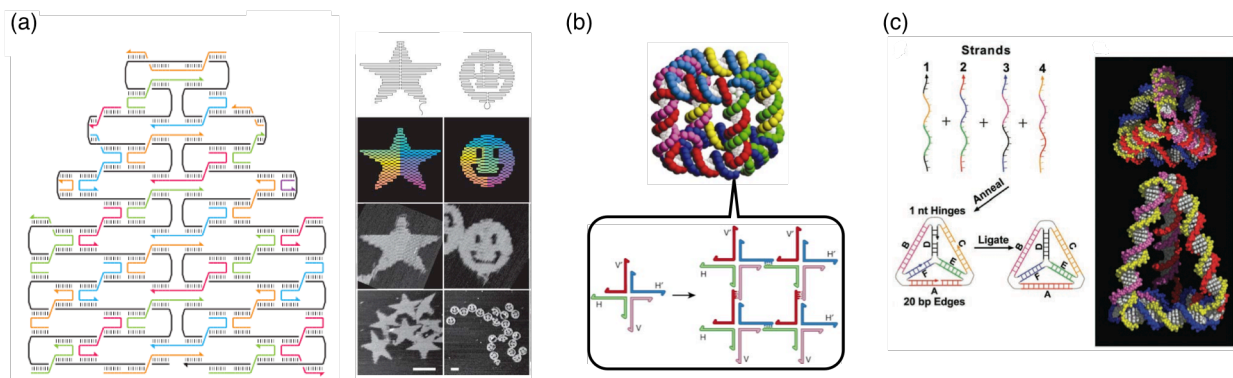 (a)
(b)
V'
V'
V'
H
H'
H
V
H'
H
H'
V
V
(c)
Strands
1 2 3 4
+ + +
Anneal
1 nt Hinges
Ligate
B
C
D
E
F
A
20 bp Edges
B
C
D
E
F
A